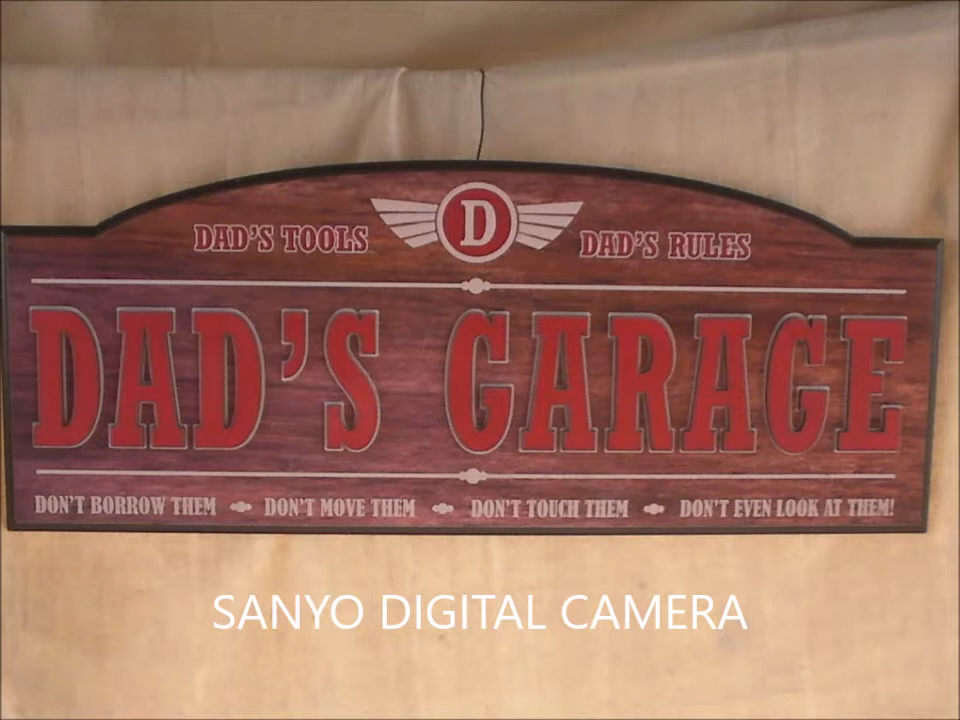 D
DAD'S TOOLS DAD'S RULES
DAD'S GARAGE
DON'T BORROW THEM DON'T MOVE THEM DON'T TOUCH THEM DON'T EVEN LOOK AT THEM!
SANYO DIGITAL CAMERA